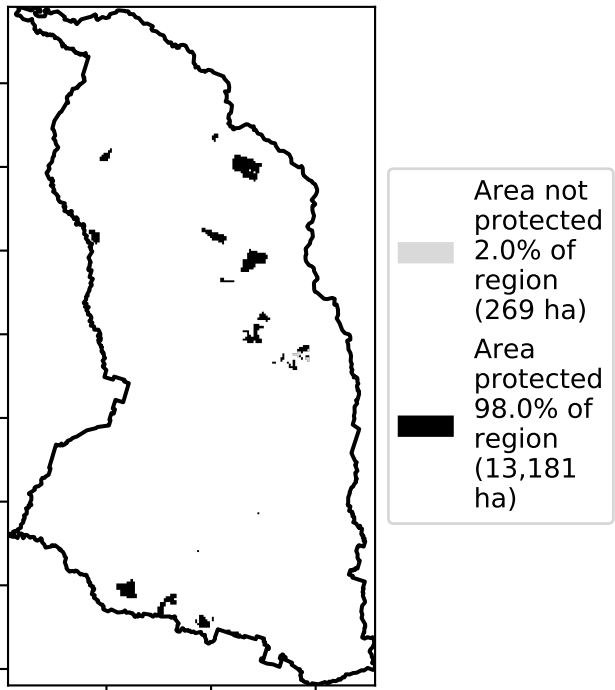 Area not
protected
2.0% of
region
(269 ha)
Area
protected
98.0% of
region
(13,181
ha)